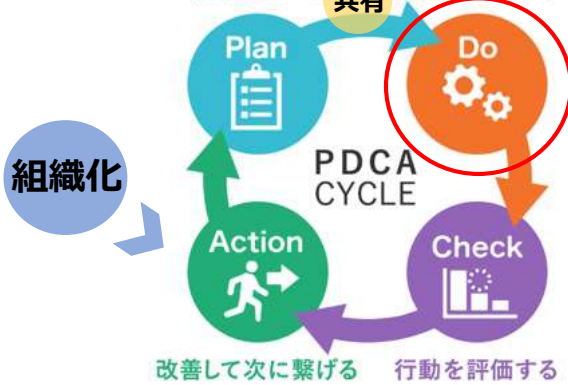 共有
Plan
Do
組織化
PDCA
CYCLE
Action
Check
改善して次に繋げる
行動を評価する